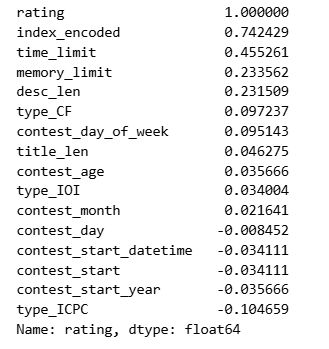 rating 1.000000
index_encoded 0.742429
time_limit 0.455261
memory_limit 0.233562
desc_len 0.231509
type_CF 0.097237
contest_day_of_week 0.095143
title_len 0.046275
contest_age 0.035666
type_IOI 0.034004
contest_month 0.021641
contest_day -0.008452
contest_start_datetime -0.034111
contest_start -0.034111
contest_start_year -0.035666
type_ICPC -0.104659
Name: rating, dtype: float64